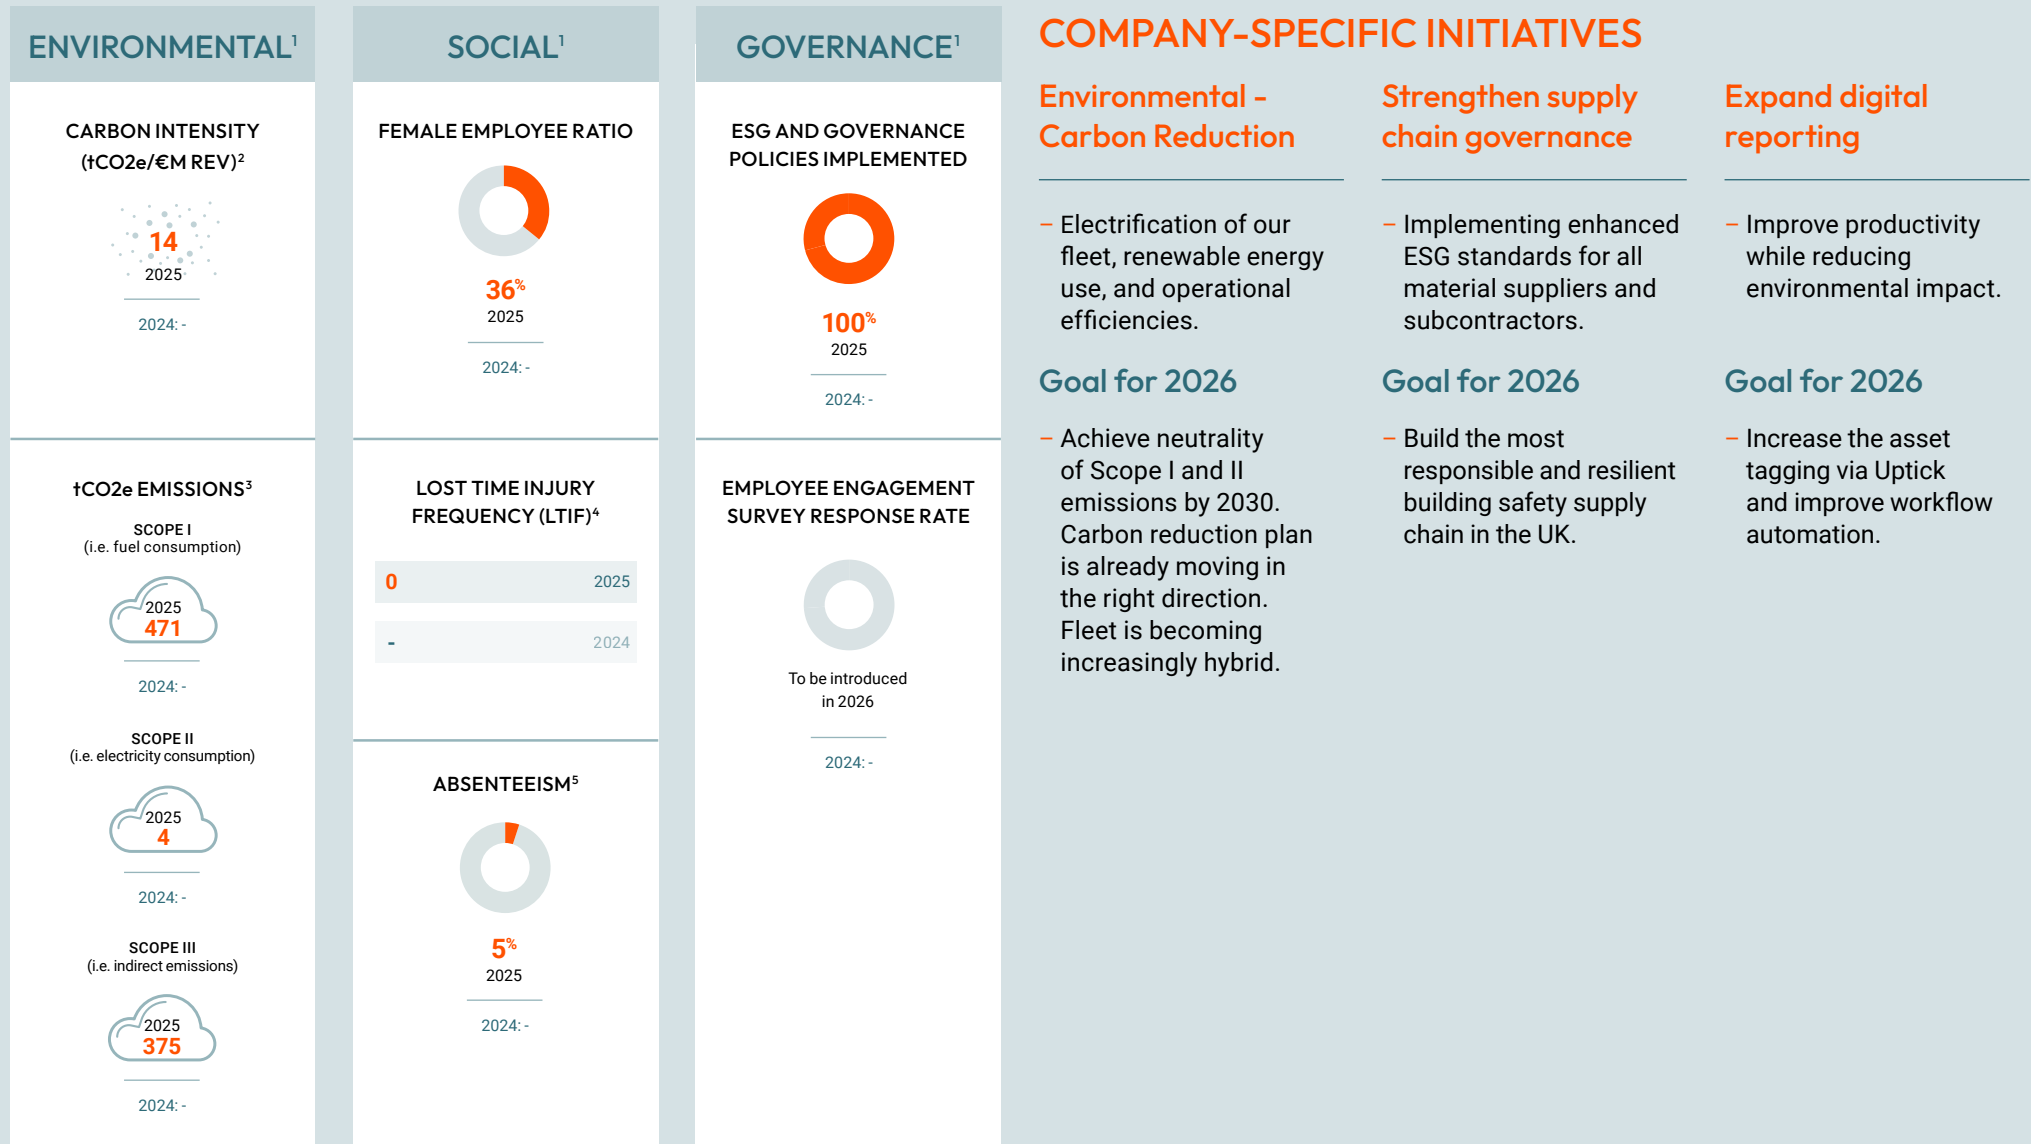 ENVIRONMENTAL¹
CARBON INTENSITY
(tCO2e/€M REV)²
14
2025
2024: -
tCO2e EMISSIONS³
SCOPE I
(i.e. fuel consumption)
2025
471
2024: -
SCOPE II
(i.e. electricity consumption)
2025
4
2024: -
SCOPE III
(i.e. indirect emissions)
2025
375
2024: -
SOCIAL¹
FEMALE EMPLOYEE RATIO
36%
2025
2024: -
LOST TIME INJURY
FREQUENCY (LTIF)⁴
0 2025
- 2024
ABSENTEEISM⁵
5%
2025
2024: -
GOVERNANCE¹
ESG AND GOVERNANCE
POLICIES IMPLEMENTED
100%
2025
2024: -
EMPLOYEE ENGAGEMENT
SURVEY RESPONSE RATE
To be introduced
in 2026
2024: -
COMPANY-SPECIFIC INITIATIVES
Environmental -
Carbon Reduction
– Electrification of our
fleet, renewable energy
use, and operational
efficiencies.
Goal for 2026
– Achieve neutrality
of Scope I and II
emissions by 2030.
Carbon reduction plan
is already moving in
the right direction.
Fleet is becoming
increasingly hybrid.
Strengthen supply
chain governance
– Implementing enhanced
ESG standards for all
material suppliers and
subcontractors.
Goal for 2026
– Build the most
responsible and resilient
building safety supply
chain in the UK.
Expand digital
reporting
– Improve productivity
while reducing
environmental impact.
Goal for 2026
– Increase the asset
tagging via Uptick
and improve workflow
automation.